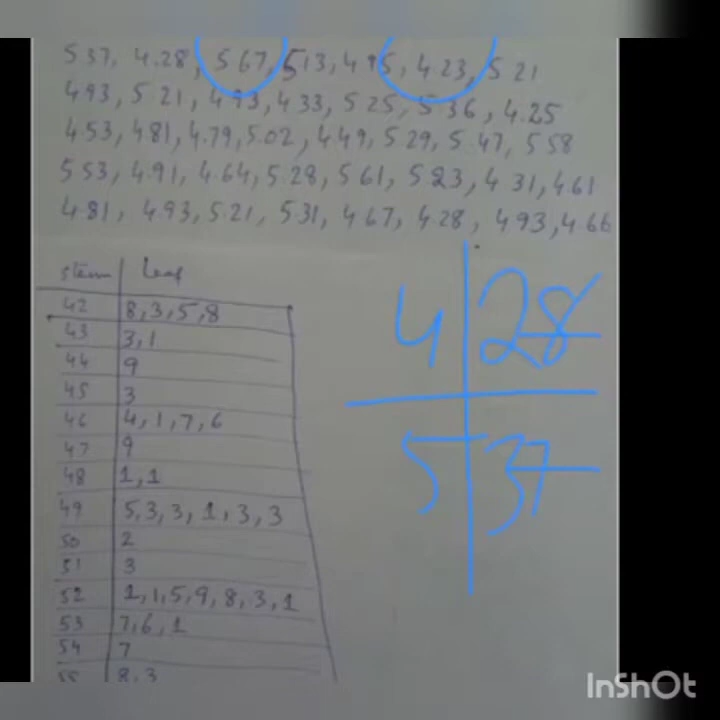 5 37, 4.28, 5 67, 5 13, 4 95, 4.23, 5 21
4 93, 5 21, 4 93, 4 33, 5 25, 5 36, 4.25
4 53, 4 81, 4.79, 5.02, 4 49, 5 29, 5.47, 5 58
5 53, 4.91, 4.64, 5.28, 5 61, 5 23, 4 31, 4 61
4 81, 4.93, 5 21, 5 31, 4 67, 4.28, 4 93, 4.66
stem | Leaf
42 | 8, 3, 5, 8
43 | 3, 1
44 | 9
45 | 3
46 | 4, 1, 7, 6
47 | 9
48 | 1, 1
49 | 5, 3, 3, 1, 3, 3
50 | 2
51 | 3
52 | 1, 1, 5, 9, 8, 3, 1
53 | 7, 6, 1
54 | 7
55 | 8, 3
4 | 28
5 | 37
InShOt